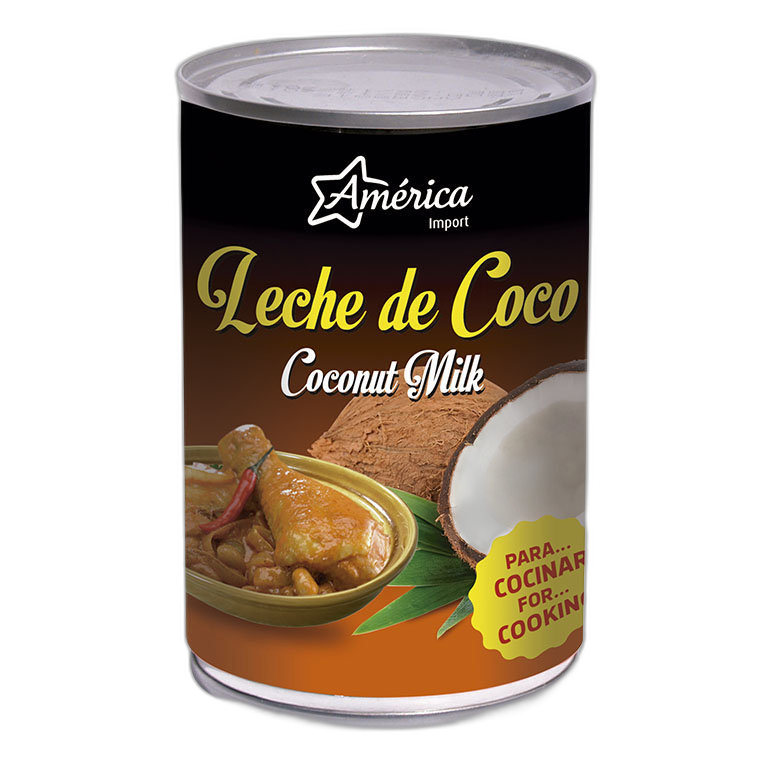 América
Import
Leche de Coco
Coconut Milk
PARA...
COCINAR
FOR...
COOKING